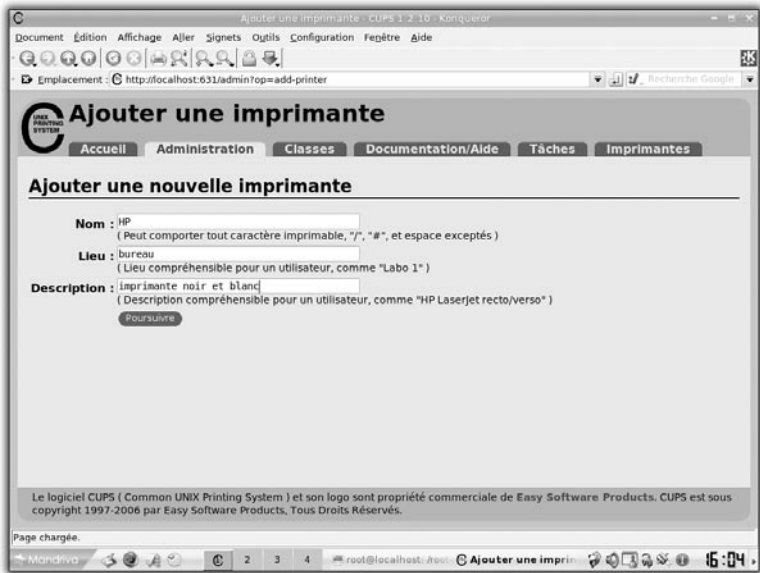 Ajouter une imprimante - CUPS 1.2.10 - Konqueror
Document Édition Affichage Aller Signets Outils Configuration Fenêtre Aide
Emplacement : http://localhost:631/admin?op=add-printer Recherche Google
UNIX PRINTING SYSTEM
Ajouter une imprimante
Accueil Administration Classes Documentation/Aide Tâches Imprimantes
Ajouter une nouvelle imprimante
Nom : HP
( Peut comporter tout caractère imprimable, "/", "#", et espace exceptés )
Lieu : bureau
( Lieu compréhensible pour un utilisateur, comme "Labo 1" )
Description : imprimante noir et blanc
( Description compréhensible pour un utilisateur, comme "HP Laserjet recto/verso" )
Poursuivre
Le logiciel CUPS ( Common UNIX Printing System ) et son logo sont propriété commerciale de Easy Software Products. CUPS est sous
copyright 1997-2006 par Easy Software Products, Tous Droits Réservés.
Page chargée.
Mandriva 2 3 4 root@localhost: /root Ajouter une imprim 16:04